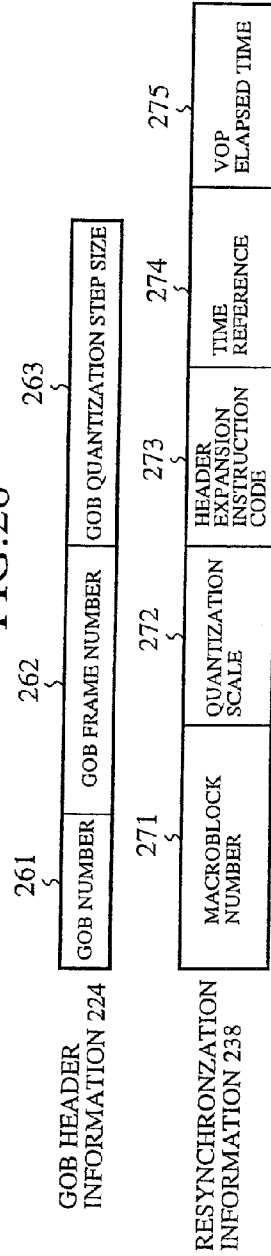 261
262
263
GOB HEADER
INFORMATION 224
GOB NUMBER
GOB FRAME NUMBER
GOB QUANTIZATION STEP SIZE
271
272
273
274
275
RESYNCHRONZATION
INFORMATION 238
MACROBLOCK
NUMBER
QUANTIZATION
SCALE
HEADER
EXPANSION
INSTRUCTION
CODE
TIME
REFERENCE
VOP
ELAPSED TIME